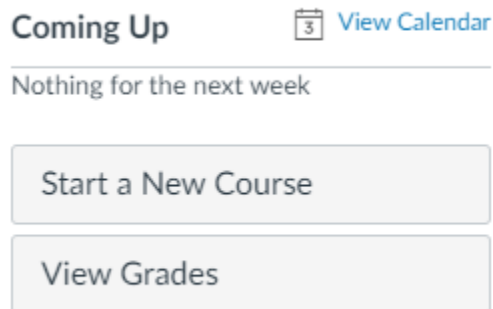 Coming Up
3 View Calendar
Nothing for the next week
Start a New Course
View Grades